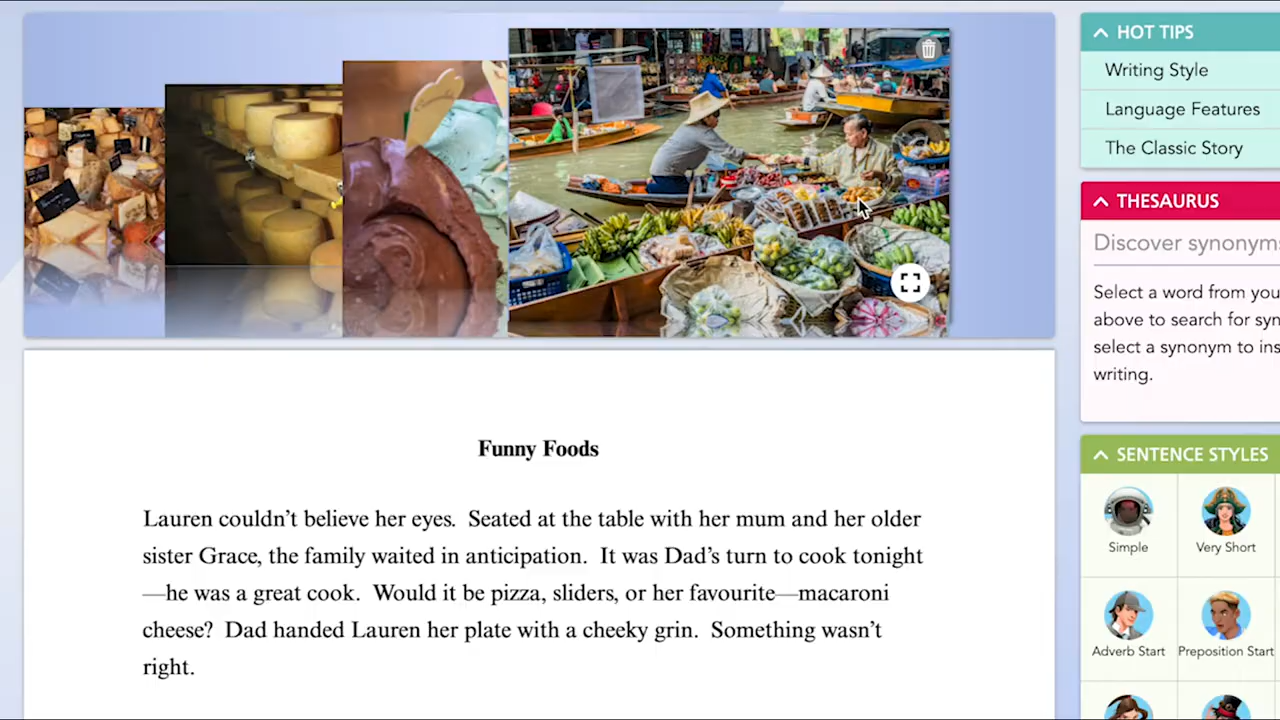 HOT TIPS
Writing Style
Language Features
The Classic Story
THESAURUS
Discover synonym
Select a word from you
above to search for syn
select a synonym to ins
writing.
SENTENCE STYLES
Simple
Very Short
Adverb Start
Preposition Start
Funny Foods
Lauren couldn’t believe her eyes.  Seated at the table with her mum and her older
sister Grace, the family waited in anticipation.  It was Dad’s turn to cook tonight
—he was a great cook.  Would it be pizza, sliders, or her favourite—macaroni
cheese?  Dad handed Lauren her plate with a cheeky grin.  Something wasn’t
right.